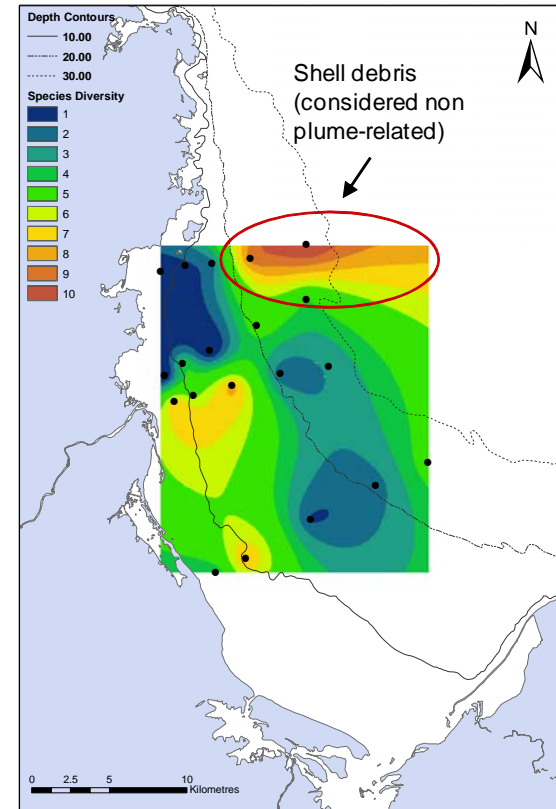 Depth Contours
10.00
20.00
30.00
Species Diversity
1
2
3
4
5
6
7
8
9
10
N
Shell debris
(considered non
plume-related)
0 2.5 5 10
Kilometres